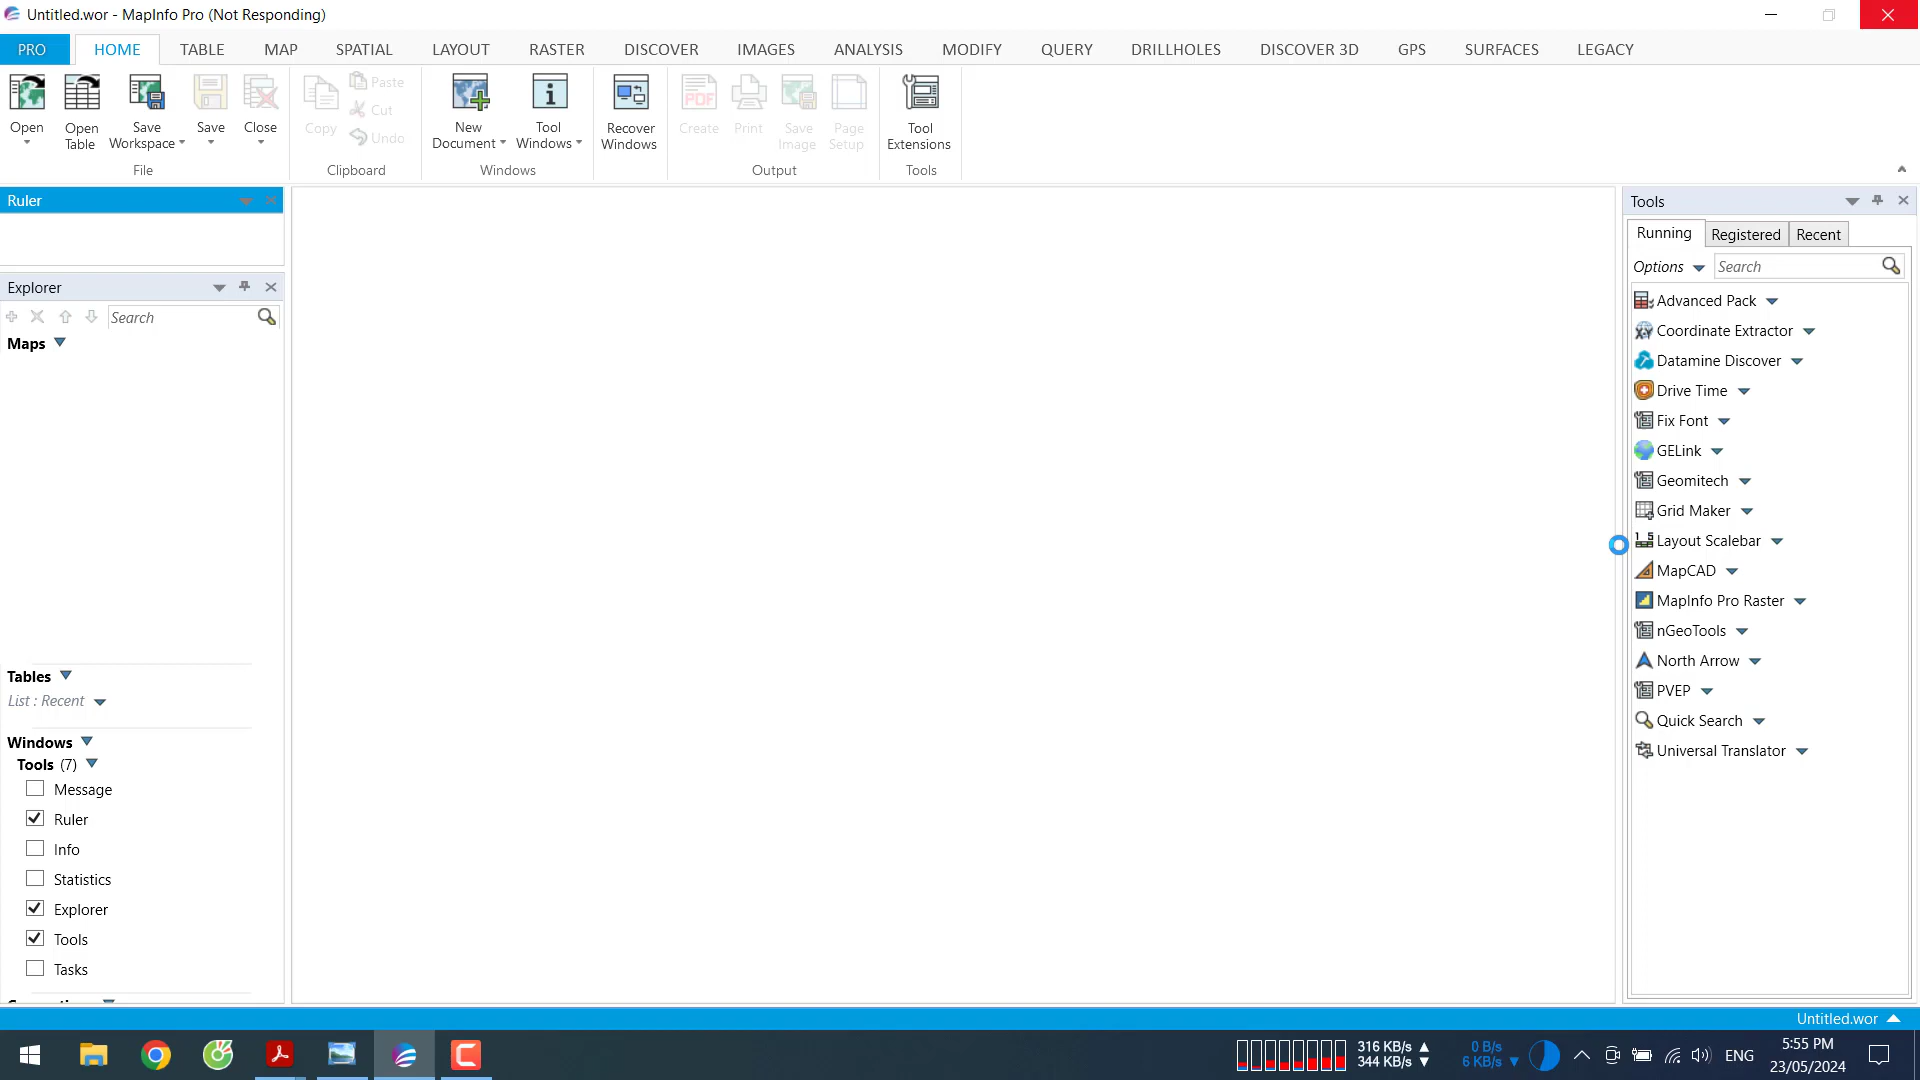 Untitled.wor - MapInfo Pro (Not Responding)
PRO HOME TABLE MAP SPATIAL LAYOUT RASTER DISCOVER IMAGES ANALYSIS MODIFY QUERY DRILLHOLES DISCOVER 3D GPS SURFACES LEGACY
Open
Open Table
Save Workspace
Save
Close
File
Copy
Paste
Cut
Undo
Clipboard
New Document
Tool Windows
Windows
Recover Windows
PDF
Create
Print
Save Image
Page Setup
Output
Tool Extensions
Tools
Ruler
Explorer
Search
Maps
Tables
List : Recent
Windows
Tools (7)
Message
Ruler
Info
Statistics
Explorer
Tools
Tasks
Tools
Running Registered Recent
Options Search
Advanced Pack
Coordinate Extractor
Datamine Discover
Drive Time
Fix Font
GELink
Geomitech
Grid Maker
Layout Scalebar
MapCAD
MapInfo Pro Raster
nGeoTools
North Arrow
PVEP
Quick Search
Universal Translator
Untitled.wor
316 KB/s
344 KB/s
0 B/s
6 KB/s
ENG
5:55 PM
23/05/2024